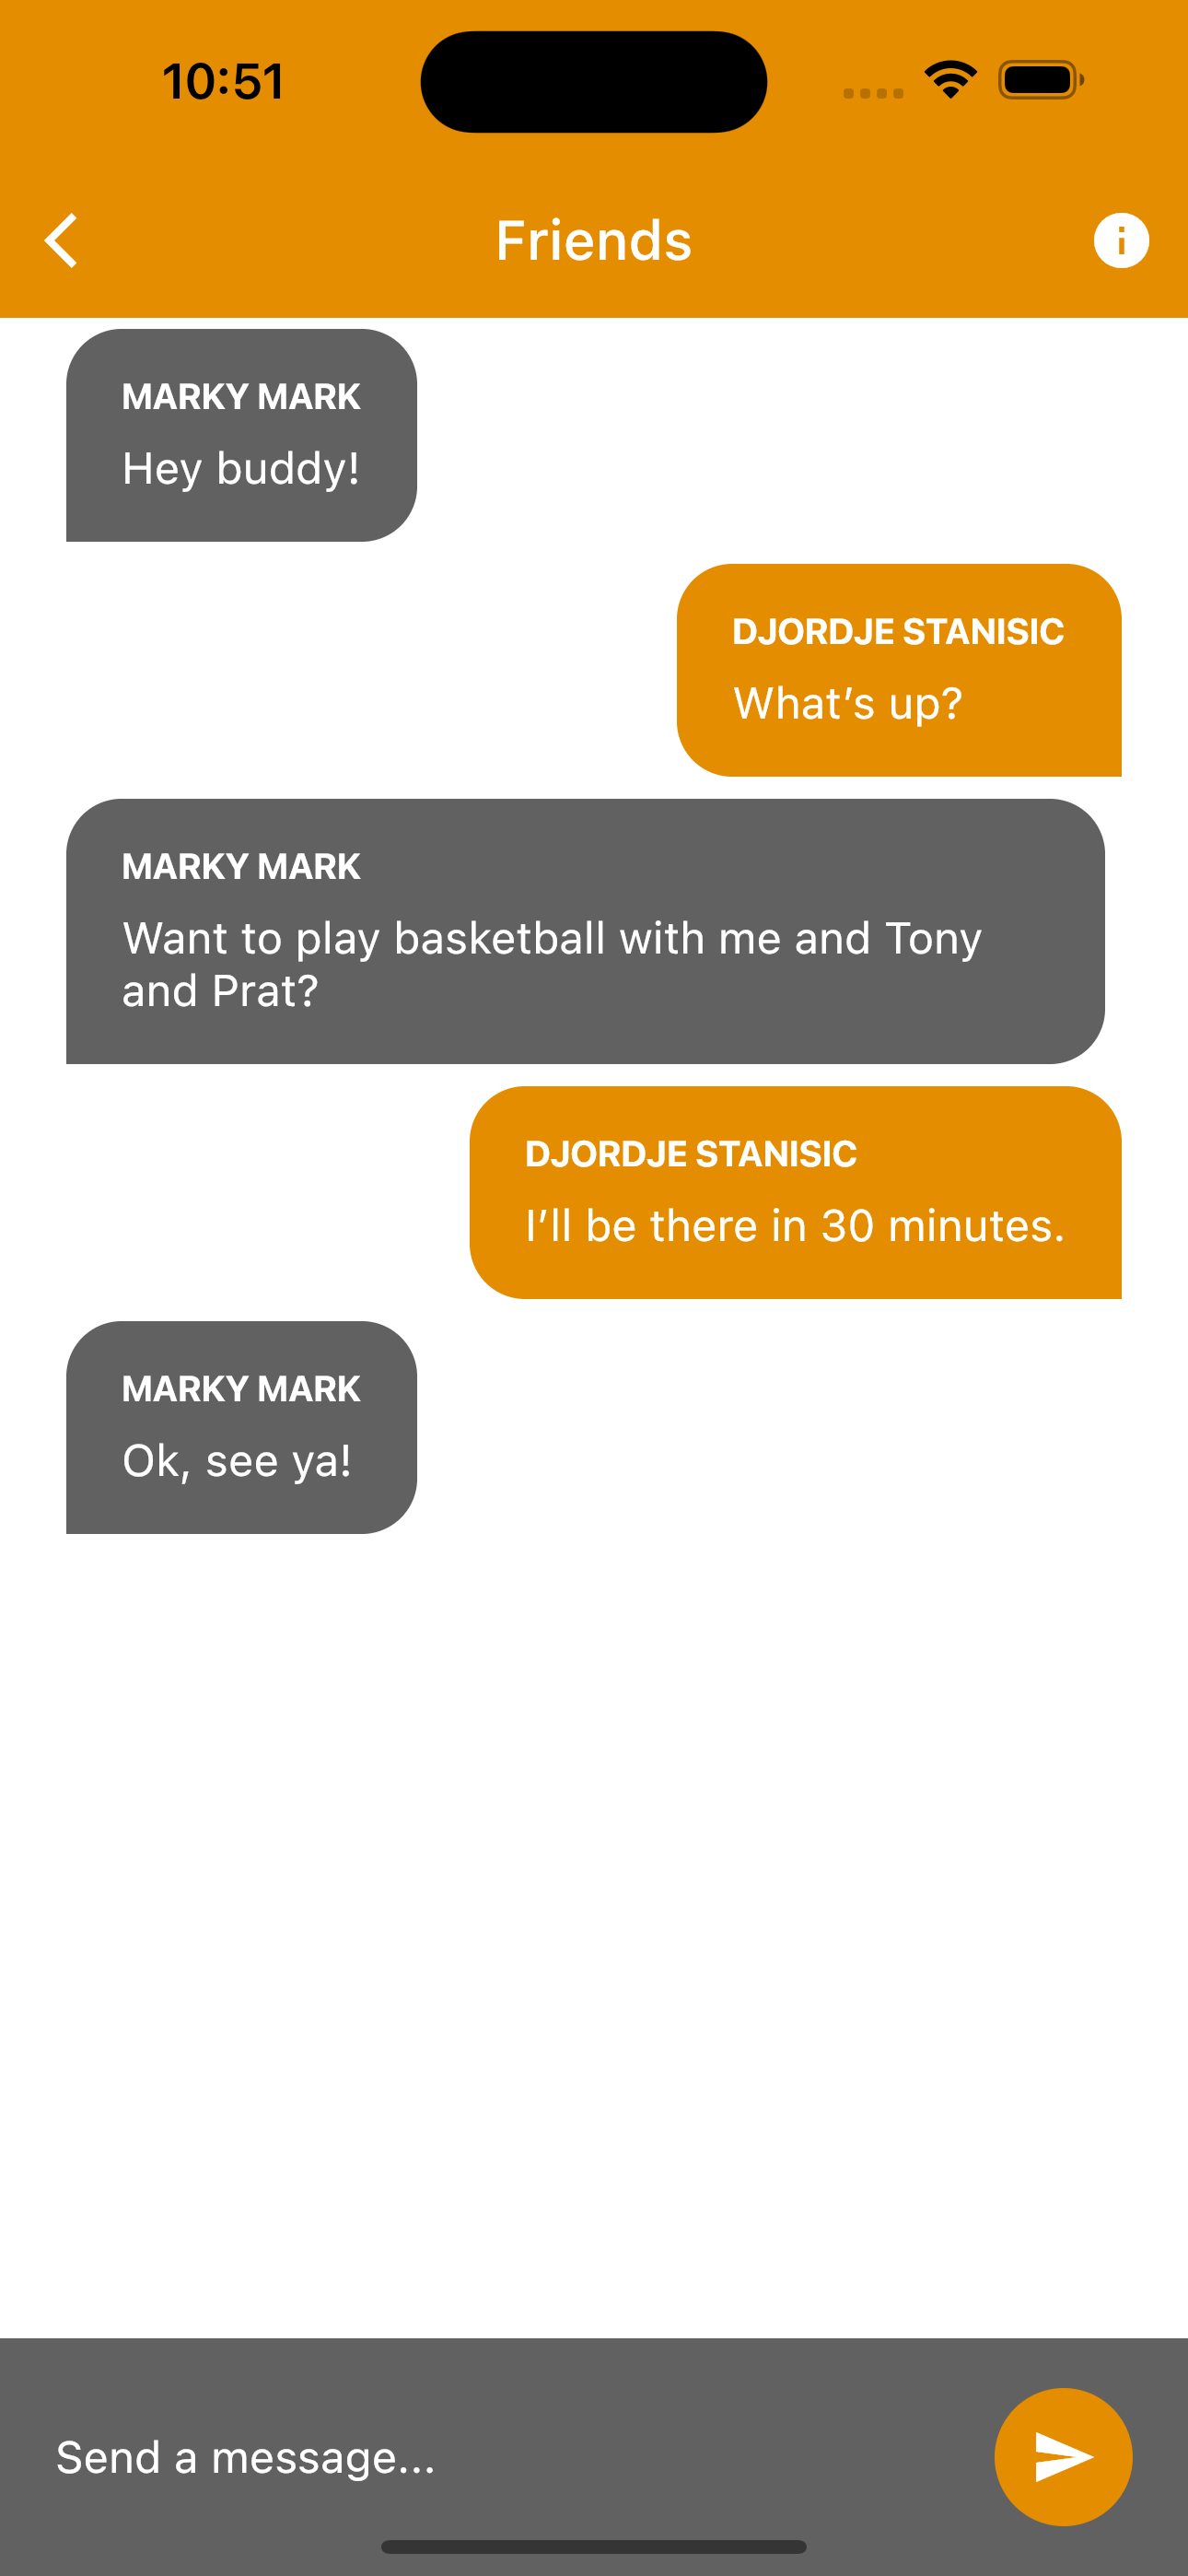 10:51
Friends
MARKY MARK
Hey buddy!
DJORDJE STANISIC
What’s up?
MARKY MARK
Want to play basketball with me and Tony
and Prat?
DJORDJE STANISIC
I’ll be there in 30 minutes.
MARKY MARK
Ok, see ya!
Send a message...